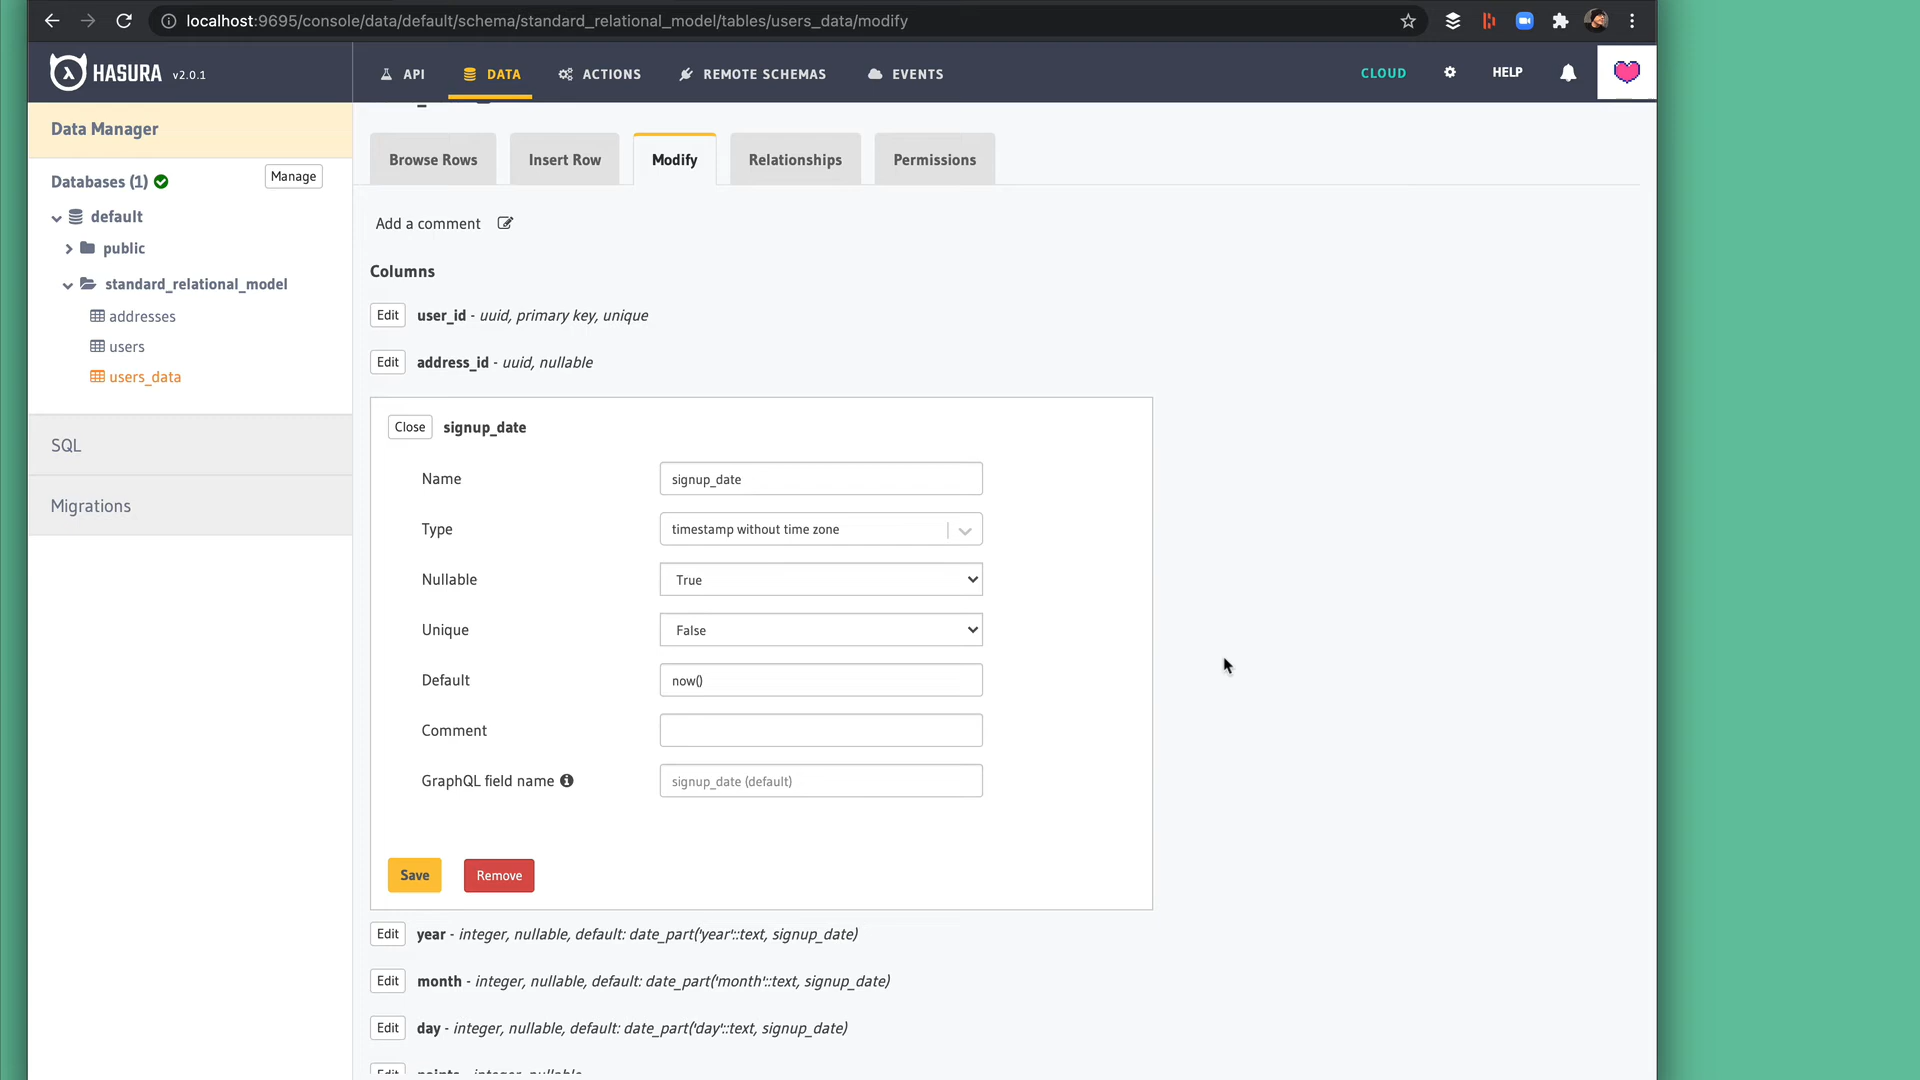 localhost:9695/console/data/default/schema/standard_relational_model/tables/users_data/modify
HASURA v2.0.1
API
DATA
ACTIONS
REMOTE SCHEMAS
EVENTS
CLOUD
HELP
Data Manager
Databases (1)
Manage
default
public
standard_relational_model
addresses
users
users_data
SQL
Migrations
Browse Rows
Insert Row
Modify
Relationships
Permissions
Add a comment
Columns
Edit user_id - uuid, primary key, unique
Edit address_id - uuid, nullable
Close signup_date
Name signup_date
Type timestamp without time zone
Nullable True
Unique False
Default now()
Comment
GraphQL field name signup_date (default)
Save Remove
Edit year - integer, nullable, default: date_part('year'::text, signup_date)
Edit month - integer, nullable, default: date_part('month'::text, signup_date)
Edit day - integer, nullable, default: date_part('day'::text, signup_date)
Edit points - integer, nullable